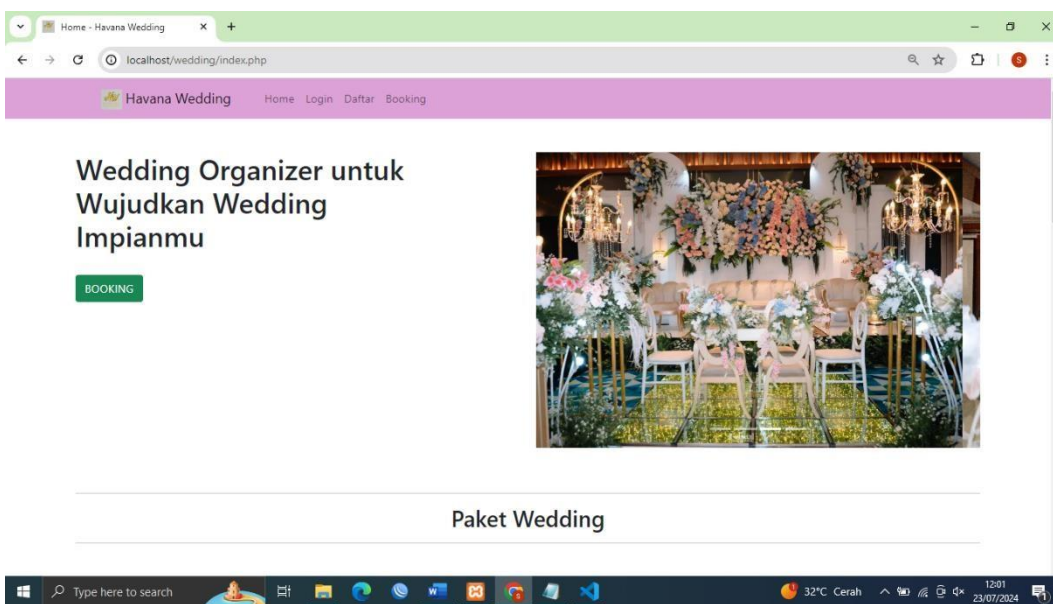 Home - Havana Wedding
localhost/wedding/index.php
S
Havana Wedding Home Login Daftar Booking
Wedding Organizer untuk
Wujudkan Wedding
Impianmu
BOOKING
Paket Wedding
Type here to search
32°C Cerah
12:01
23/07/2024